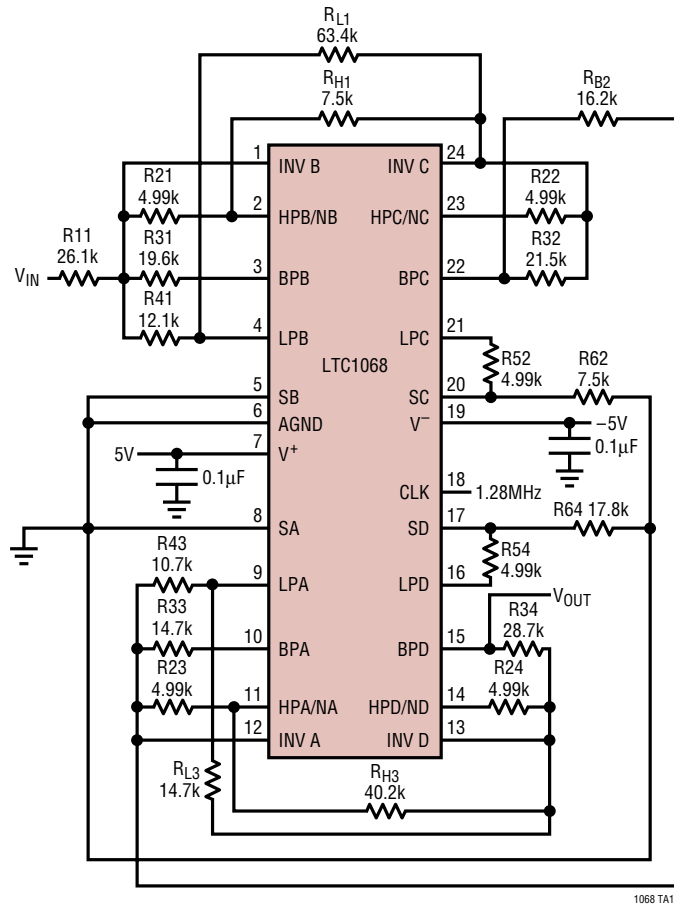 RL1
63.4k
RH1
7.5k
RB2
16.2k
1
INV B
INV C
24
R21
4.99k
2
HPB/NB
HPC/NC
23
R22
4.99k
R11
26.1k
VIN
R31
19.6k
3
BPB
BPC
22
R32
21.5k
R41
12.1k
4
LPB
LPC
21
LTC1068
R52
4.99k
5
SB
SC
20
R62
7.5k
6
AGND
V–
19
–5V
0.1µF
5V
7
V+
0.1µF
CLK
18
1.28MHz
8
SA
SD
17
R64 17.8k
R43
10.7k
9
LPA
LPD
16
R54
4.99k
VOUT
R33
14.7k
10
BPA
BPD
15
R34
28.7k
R23
4.99k
11
HPA/NA
HPD/ND
14
R24
4.99k
12
INV A
INV D
13
RL3
14.7k
RH3
40.2k
1068 TA1